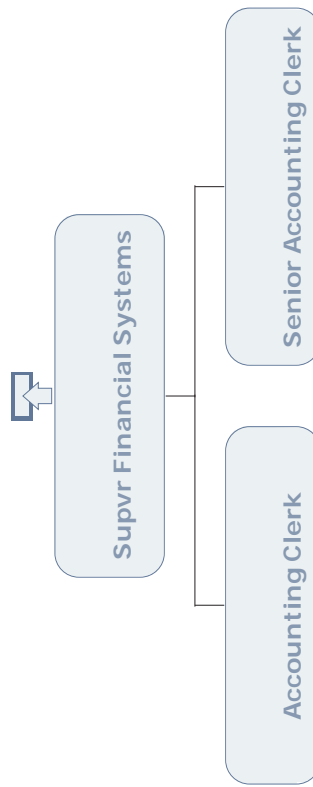 Supvr Financial Systems
Accounting Clerk
Senior Accounting Clerk